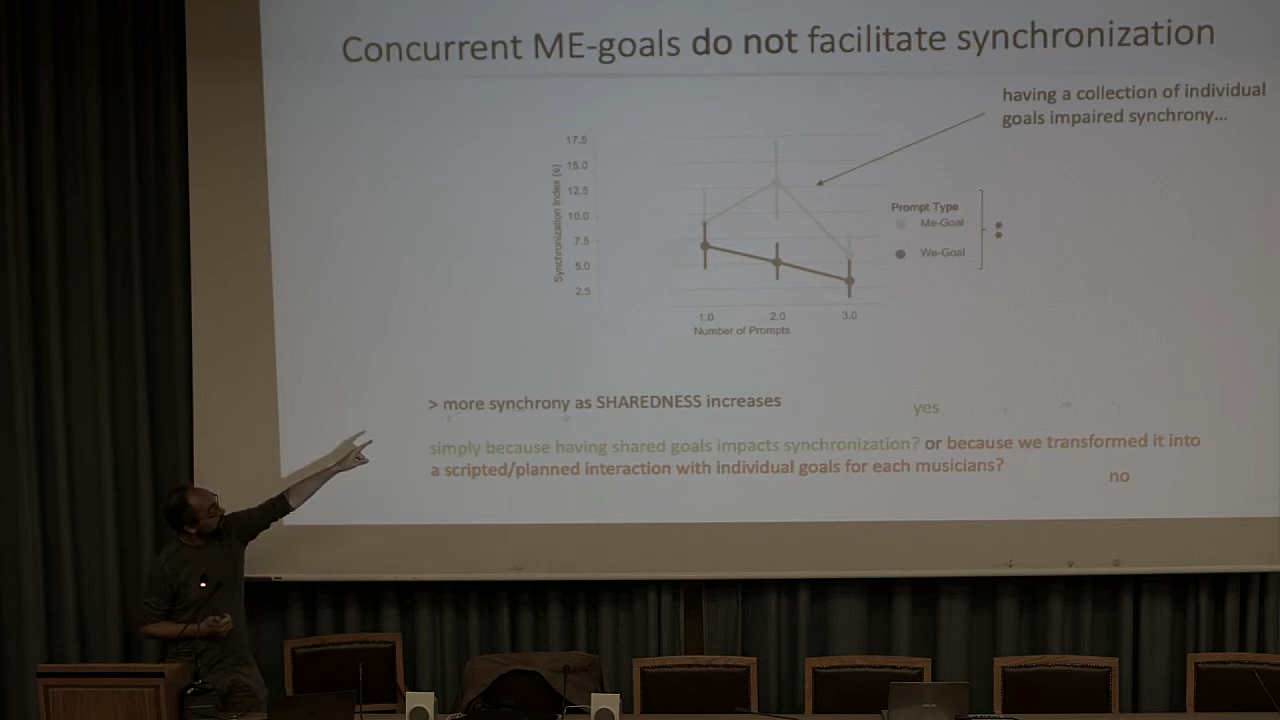 Concurrent ME-goals do not facilitate synchronization
having a collection of individual
goals impaired synchrony...
17.5
15.0
12.5
10.0
7.5
5.0
2.5
Synchronization Index (s)
1.0 2.0 3.0
Number of Prompts
Prompt Type
Me-Goal
We-Goal
**
> more synchrony as SHAREDNESS increases
yes
simply because having shared goals impacts synchronization? or because we transformed it into
a scripted/planned interaction with individual goals for each musicians?
no